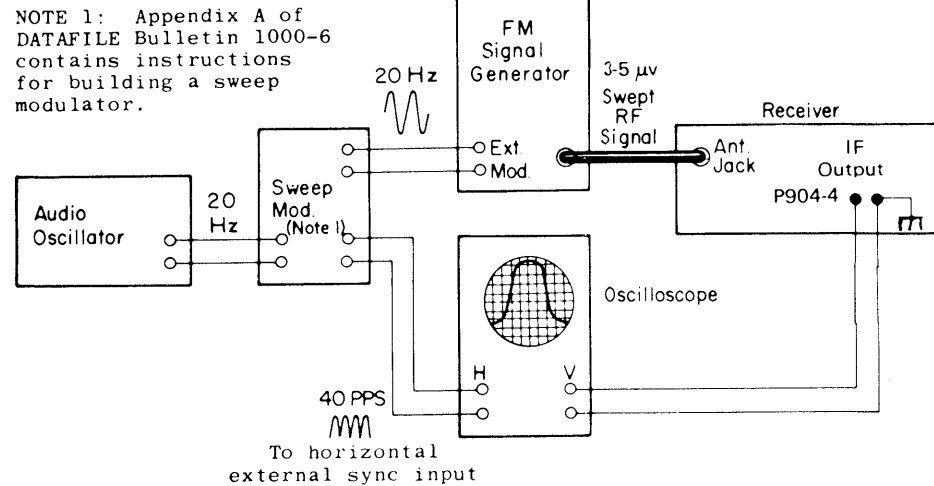 NOTE 1: Appendix A of
DATAFILE Bulletin 1000-6
contains instructions
for building a sweep
modulator.
FM
Signal
Generator
20 Hz
3-5 μv
Swept
RF
Signal
Receiver
Ext.
Mod.
Ant.
Jack
IF
Output
P904-4
Audio
Oscillator
20
Hz
Sweep
Mod.
(Note 1)
Oscilloscope
H
V
40 PPS
To horizontal
external sync input